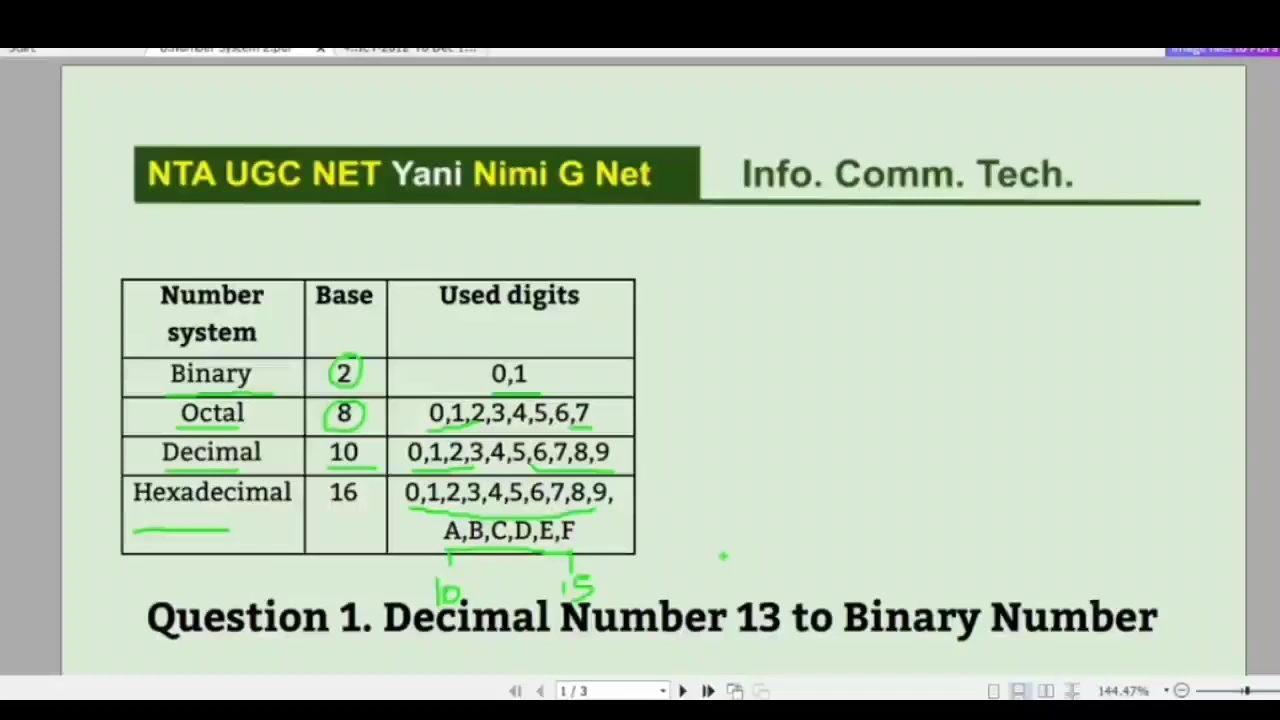 Start
NTA UGC NET Yani Nimi G Net
Info. Comm. Tech.
Number system Base Used digits
Binary 2 0,1
Octal 8 0,1,2,3,4,5,6,7
Decimal 10 0,1,2,3,4,5,6,7,8,9
Hexadecimal 16 0,1,2,3,4,5,6,7,8,9,
A,B,C,D,E,F
10 15
Question 1. Decimal Number 13 to Binary Number
1 / 3
144.47%